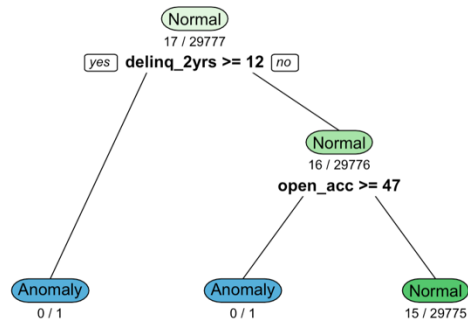 Normal
17 / 29777
yes delinq_2yrs >= 12 no
Normal
16 / 29776
open_acc >= 47
Anomaly Anomaly Normal
0 / 1 0 / 1 15 / 29775